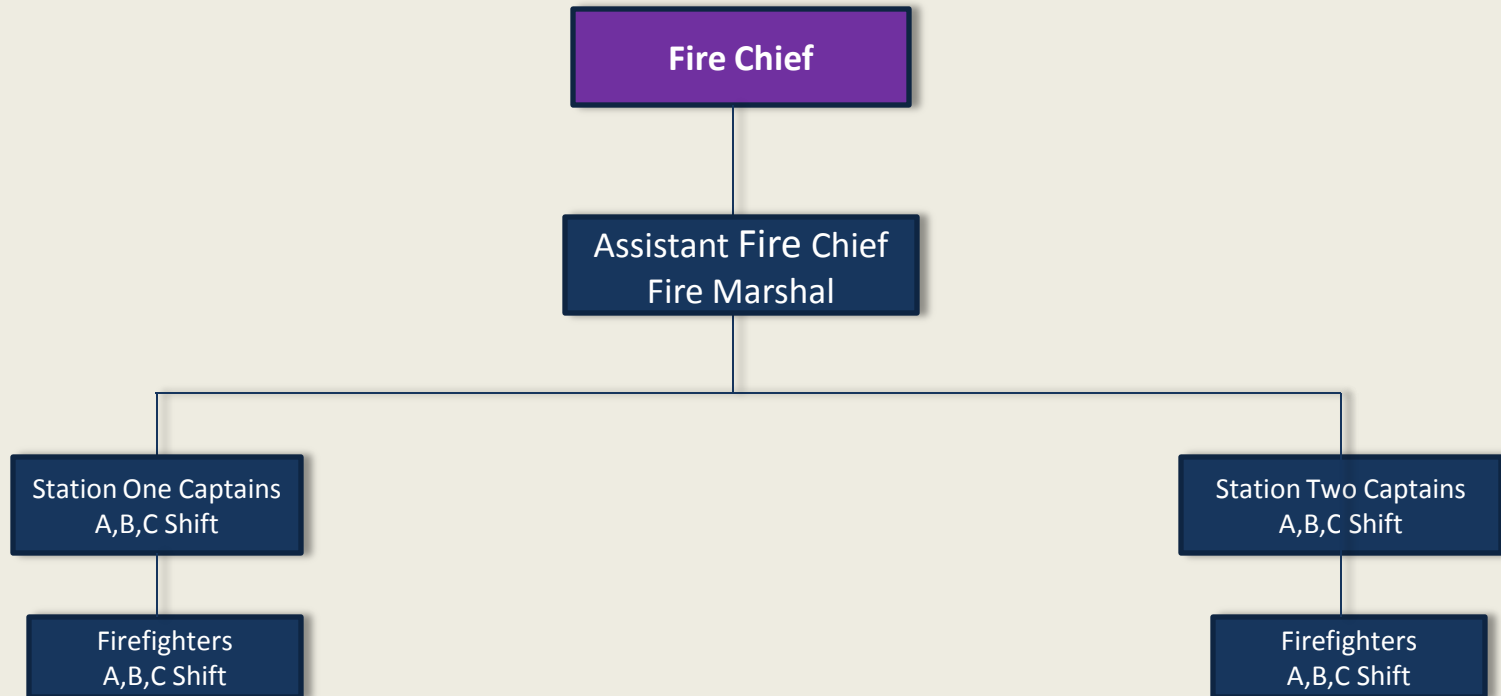 Fire Chief
Assistant Fire Chief
Fire Marshal
Station One Captains
A,B,C Shift
Station Two Captains
A,B,C Shift
Firefighters
A,B,C Shift
Firefighters
A,B,C Shift